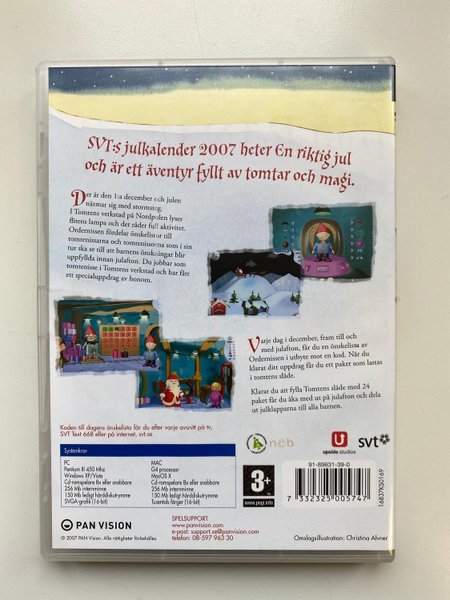 SVT:s julkalender 2007 heter En riktig jul
och är ett äventyr fyllt av tomtar och magi.
Det är den 1:a december och julen
närmar sig med stormsteg.
I Tomtens verkstad på Nordpolen lyser
flitens lampa och det råder full aktivitet.
Ordernissen fördelar önskelistor till
tomtenissarna och tomtenissorna som i sin
tur ska se till att barnens önskningar blir
uppfyllda innan julafton. Du jobbar som
tomtenisse i Tomtens verkstad och har fått
ett specialuppdrag av honom.
Varje dag i december, fram till och
med julafton, får du en önskelista av
Ordernissen i utbyte mot en kod. När du
klarat ditt uppdrag får du ett paket som lastas
i tomtens släde.
Klarar du att fylla Tomtens släde med 24
paket får du åka med ut på julafton och dela
ut julklapparna till alla barnen.
Koden till dagens önskelista får du efter varje avsnitt på tv,
SVT Text 668 eller på internet, svt.se
Systemkrav
PC
Pentium III 450 Mhz
Windows XP/Vista
Cd-romspelare 8x eller snabbare
256 Mb internminne
150 Mb ledigt hårddiskutrymme
SVGA-grafik (16-bit)
MAC
G4 processor
MacOS X
Cd-romspelare 8x eller snabbare
256 Mb internminne
150 Mb ledigt hårddiskutrymme
Tusentals färger (16-bit)
neb
upside studios
svt
3+
www.pegi.info
91-89631-39-0
7 332325 005747
16837KS0169
PAN VISION
© 2007 PAN Vision. Alla rättigheter förbehålles.
SPELSUPPORT
www.panvision.com
e-post: support.se@panvision.com
telefon: 08-597 963 30
Omslagsillustration: Christina Alvner